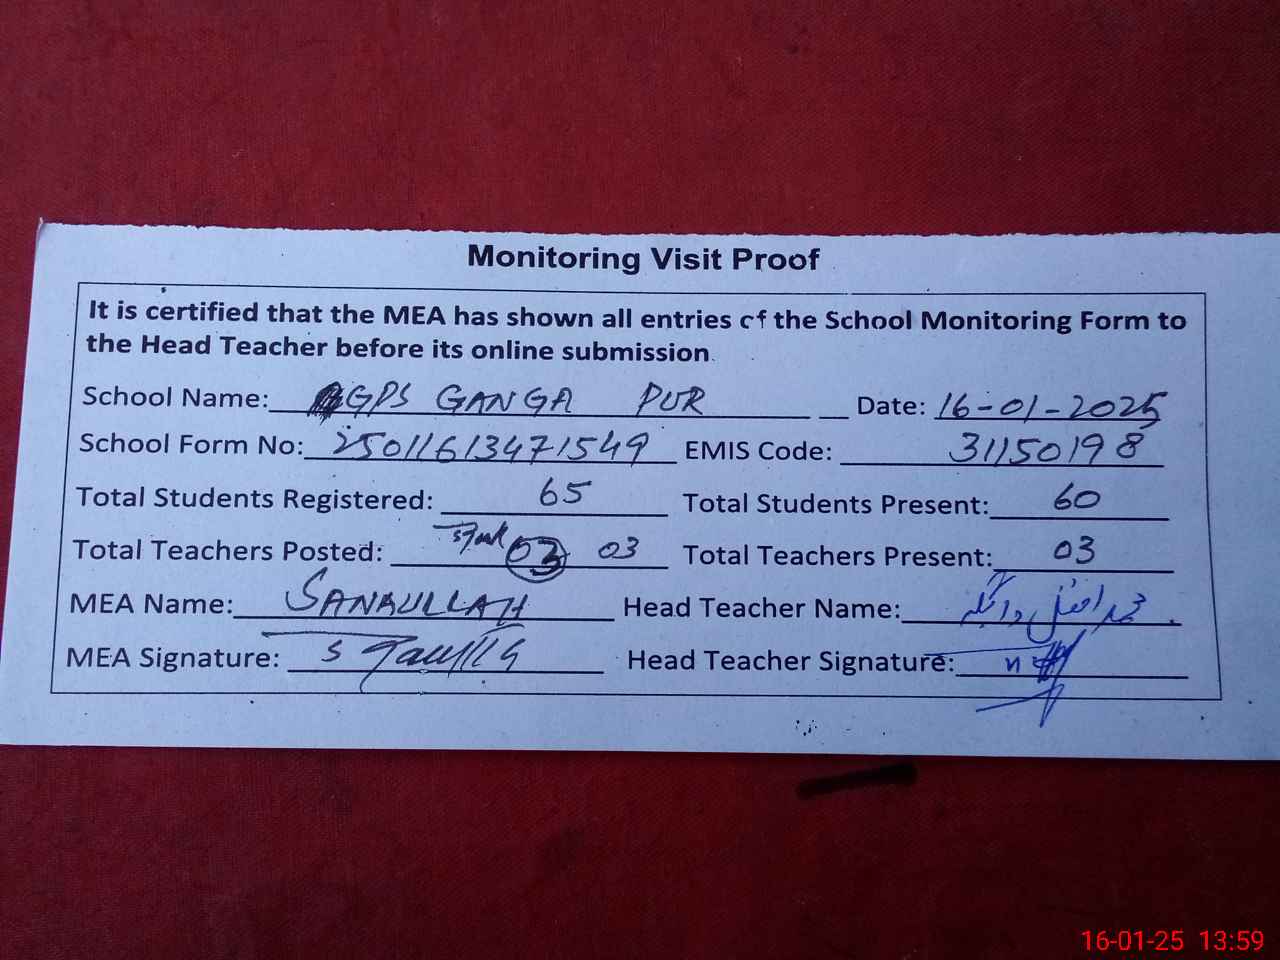 Monitoring Visit Proof
It is certified that the MEA has shown all entries of the School Monitoring Form to
the Head Teacher before its online submission.
School Name: GPS GANGA PUR Date: 16-01-2025
School Form No: 25011613471549 EMIS Code: 31150198
Total Students Registered: 65 Total Students Present: 60
Total Teachers Posted: 03 03 Total Teachers Present: 03
MEA Name: SANAULLAH Head Teacher Name: محمد افضل
MEA Signature: Head Teacher Signature:
16-01-25 13:59